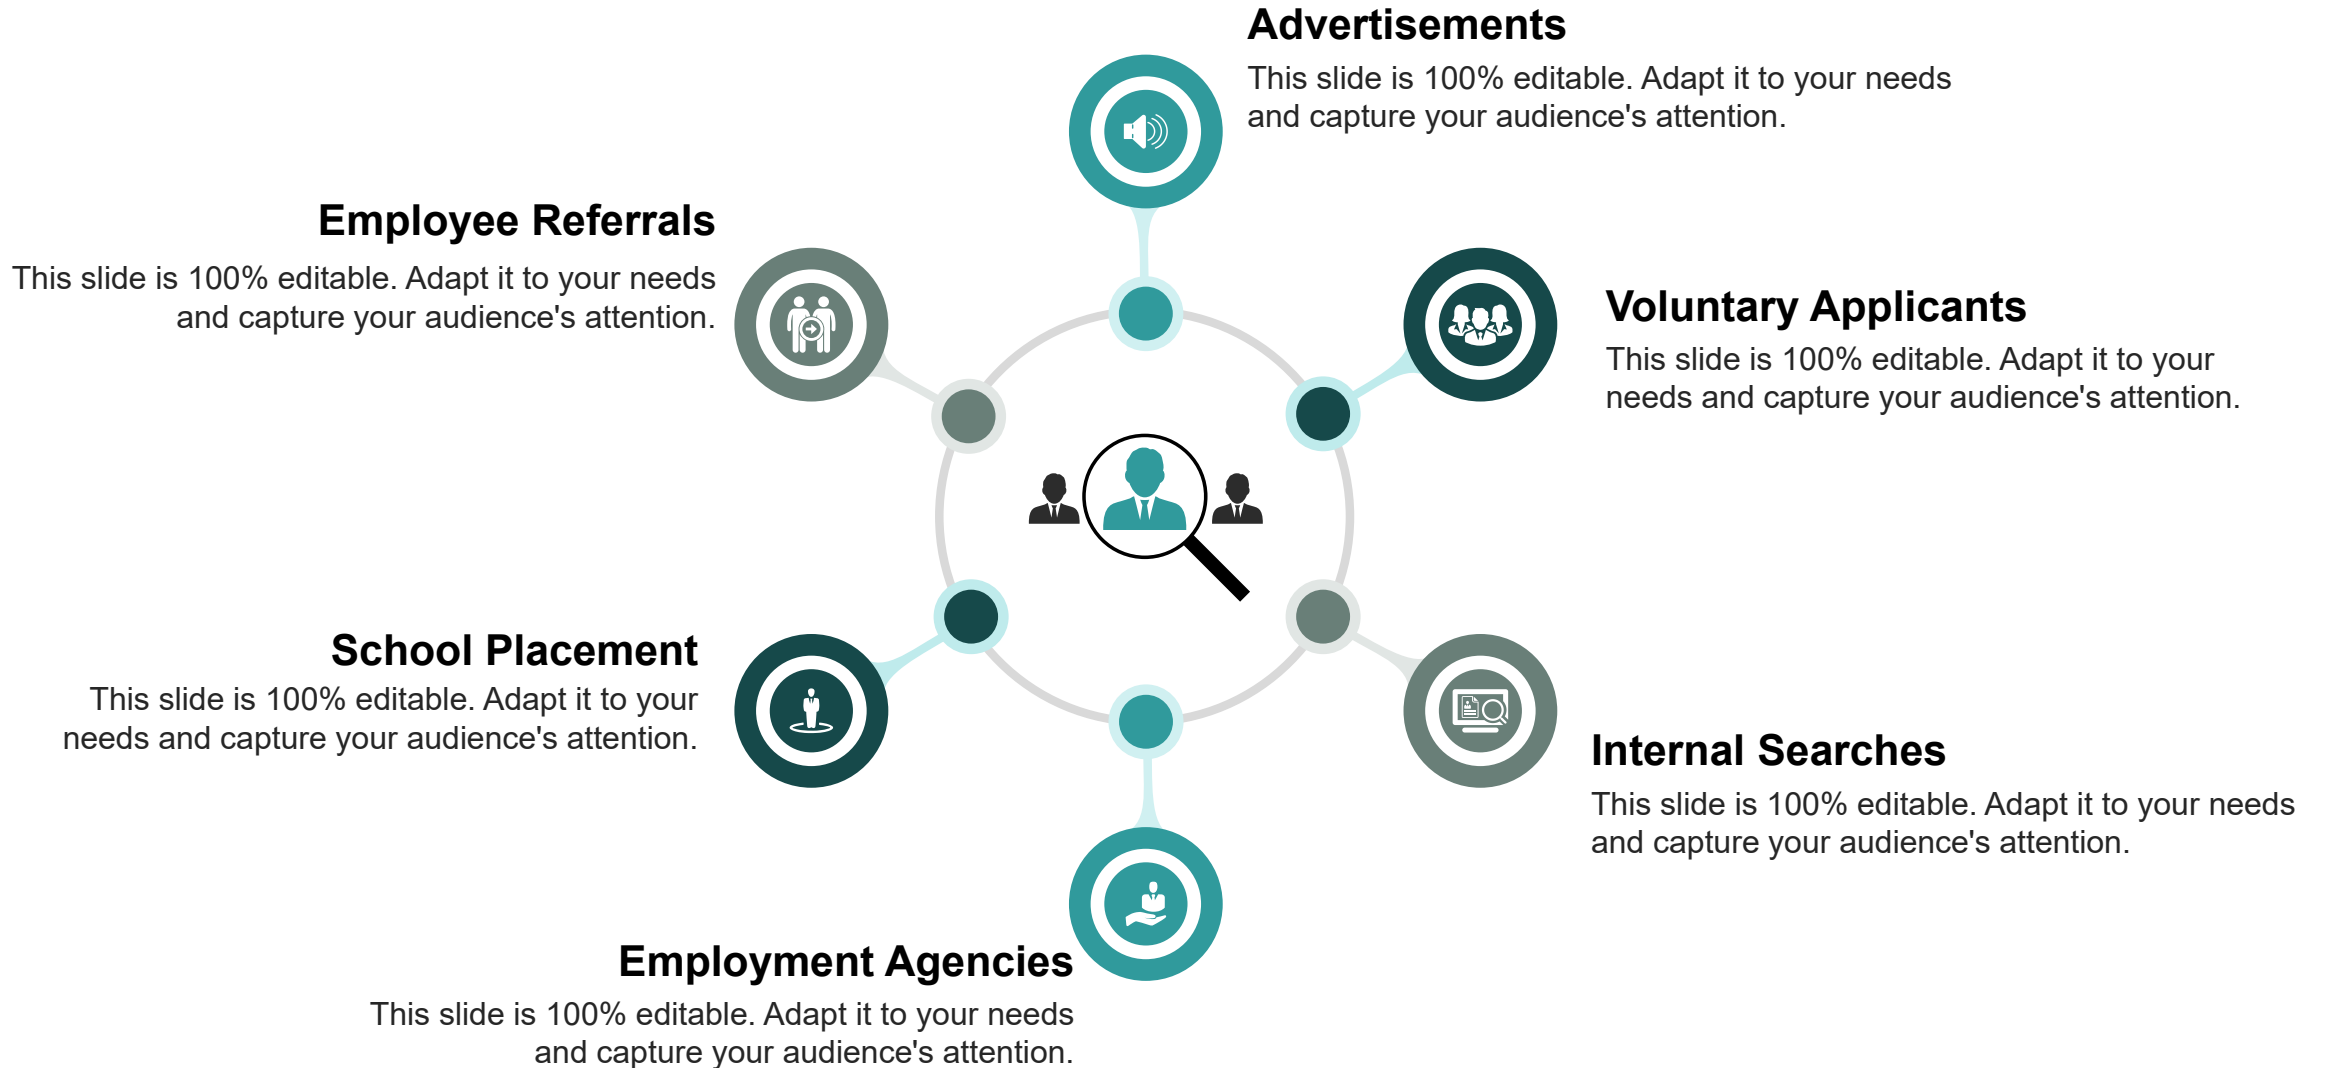 Advertisements
This slide is 100% editable. Adapt it to your needs
and capture your audience's attention.
Employee Referrals
This slide is 100% editable. Adapt it to your needs
and capture your audience's attention.
Voluntary Applicants
This slide is 100% editable. Adapt it to your
needs and capture your audience's attention.
School Placement
This slide is 100% editable. Adapt it to your
needs and capture your audience's attention.
Internal Searches
This slide is 100% editable. Adapt it to your needs
and capture your audience's attention.
Employment Agencies
This slide is 100% editable. Adapt it to your needs
and capture your audience's attention.